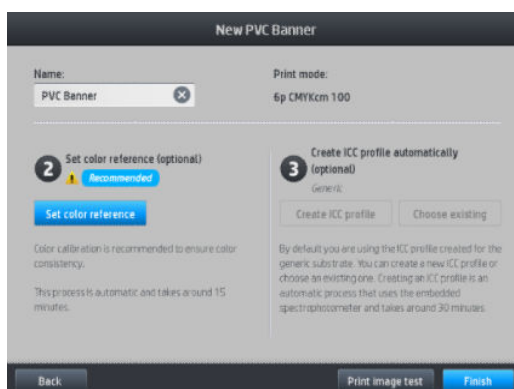 New PVC Banner
Name:
PVC Banner
Print mode:
6p CMYKcm 100
2
Set color reference (optional)
Recommended
Set color reference
Color calibration is recommended to ensure color
consistency.
This process is automatic and takes around 15
minutes.
3
Create ICC profile automatically
(optional)
Generic
Create ICC profile
Choose existing
By default you are using the ICC profile created for the
generic substrate. You can create a new ICC profile or
choose an existing one. Creating an ICC profile is an
automatic process that uses the embedded
spectrophotometer and takes around 30 minutes.
Back
Print image test
Finish